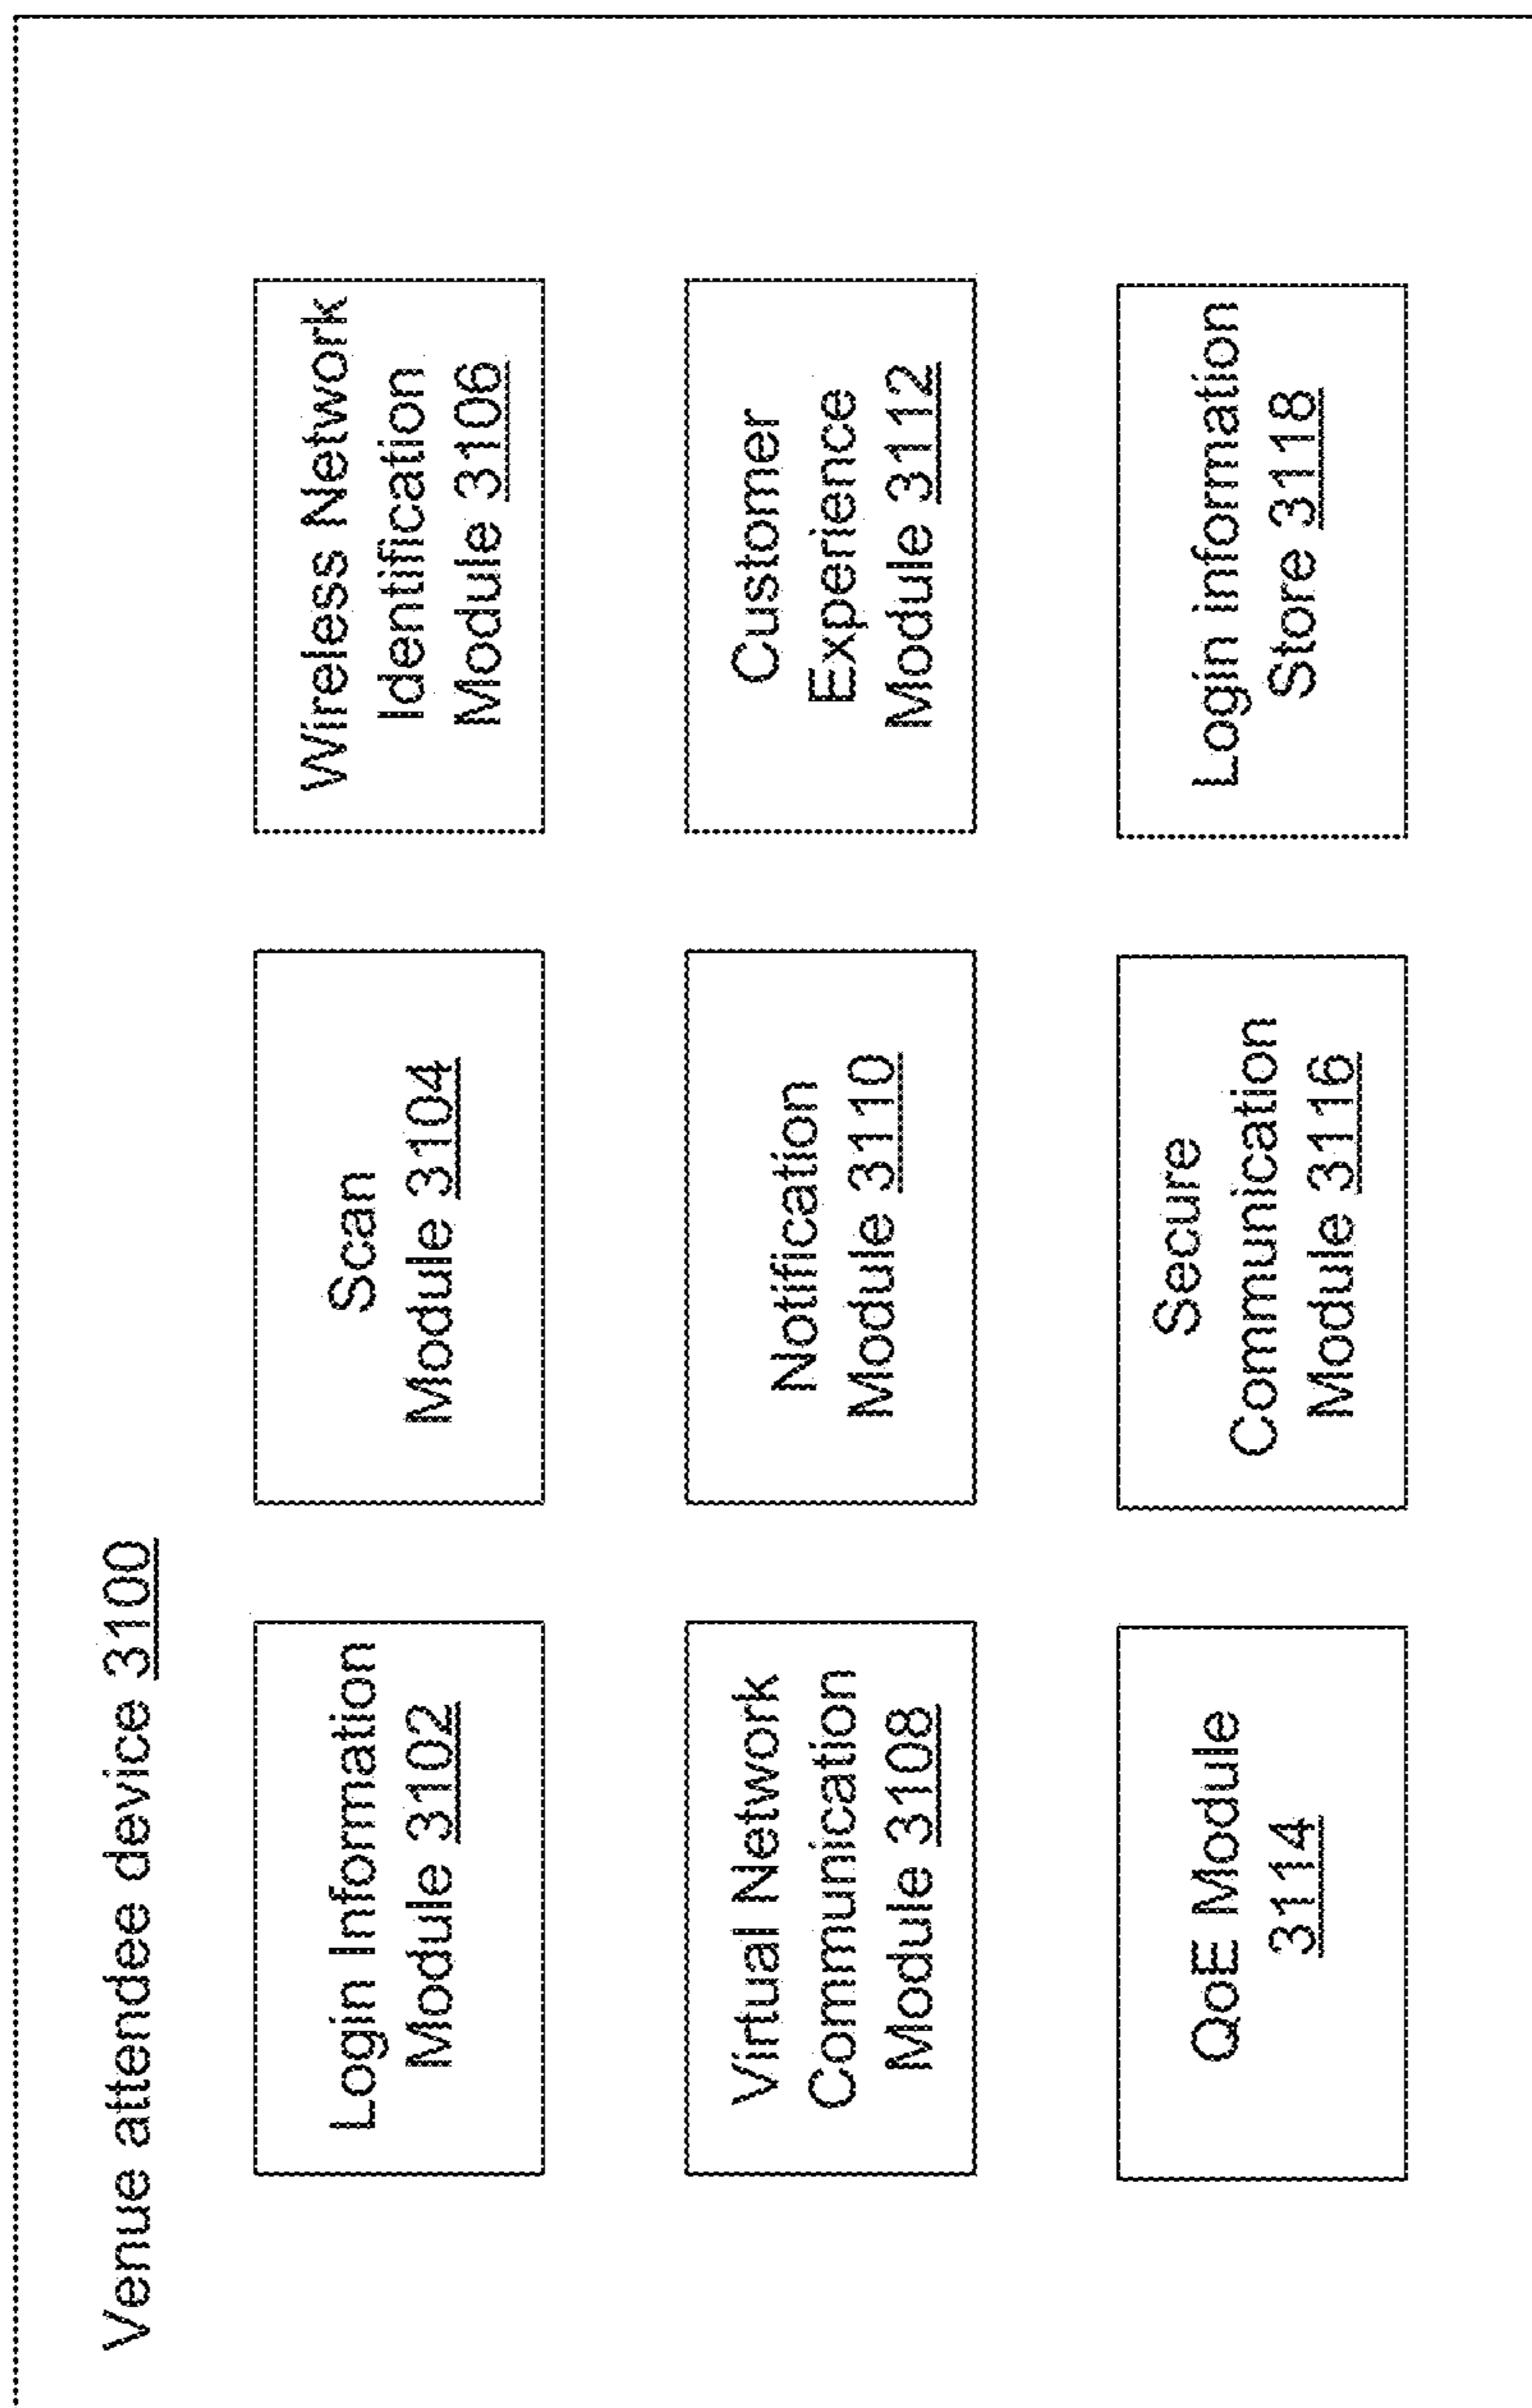 Venue attendee device 3100
Login Information
Module 3102
Scan
Module 3104
Wireless Network
Identification
Module 3106
Virtual Network
Communication
Module 3108
Notification
Module 3110
Customer
Experience
Module 3112
QoE Module
3114
Secure
Communication
Module 3116
Login information
Store 3118